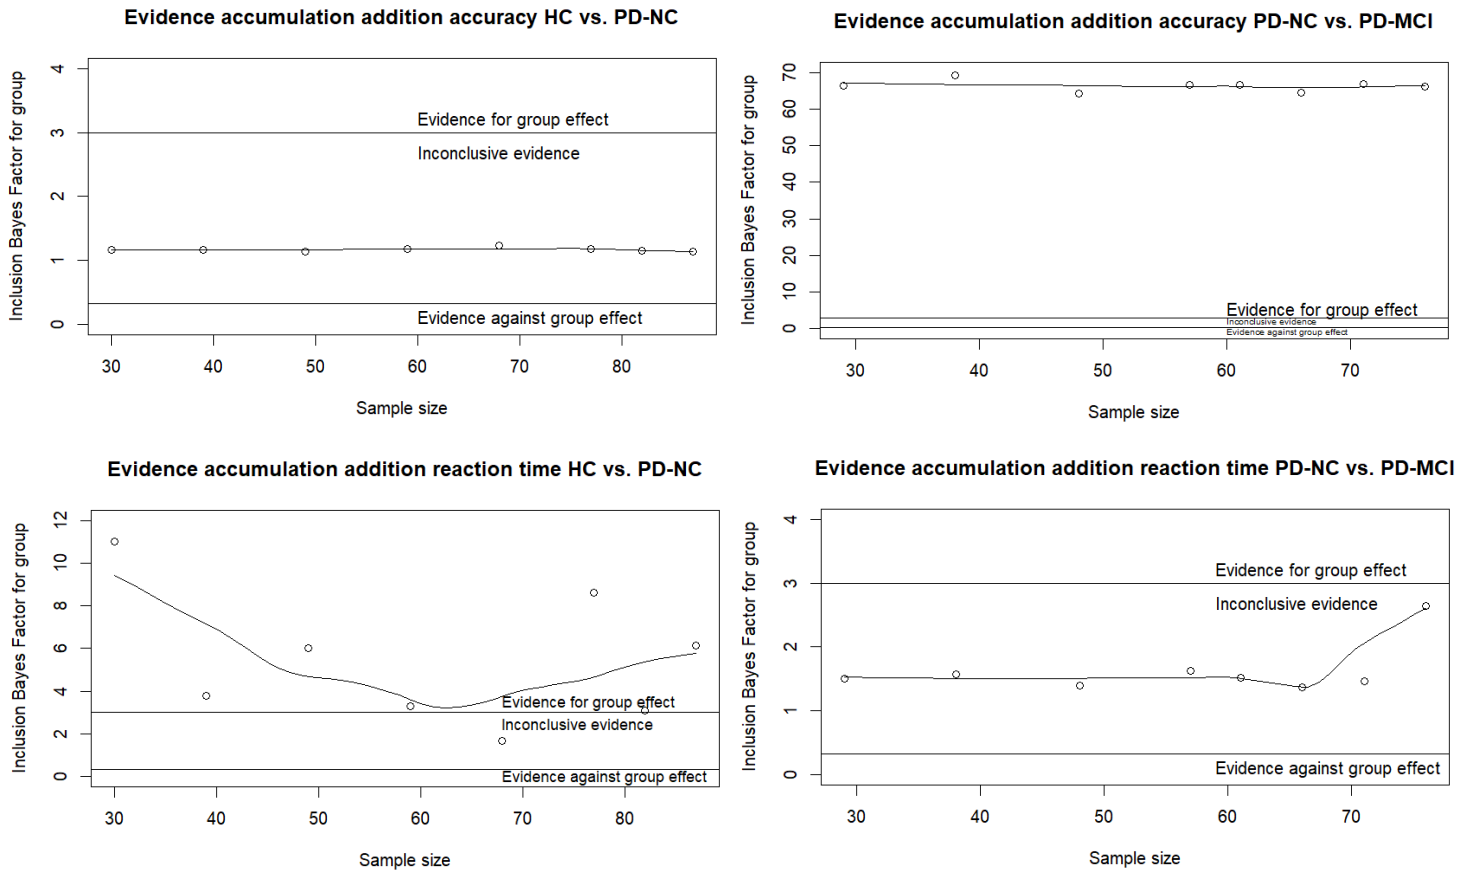 Evidence accumulation addition accuracy HC vs. PD-NC
Inclusion Bayes Factor for group
4
3
2
1
0
Evidence for group effect
Inconclusive evidence
Evidence against group effect
30 40 50 60 70 80
Sample size
Evidence accumulation addition accuracy PD-NC vs. PD-MCI
Inclusion Bayes Factor for group
70
60
50
40
30
20
10
0
Evidence for group effect
Inconclusive evidence
Evidence against group effect
30 40 50 60 70
Sample size
Evidence accumulation addition reaction time HC vs. PD-NC
Inclusion Bayes Factor for group
12
10
8
6
4
2
0
Evidence for group effect
Inconclusive evidence
Evidence against group effect
30 40 50 60 70 80
Sample size
Evidence accumulation addition reaction time PD-NC vs. PD-MCI
Inclusion Bayes Factor for group
4
3
2
1
0
Evidence for group effect
Inconclusive evidence
Evidence against group effect
30 40 50 60 70
Sample size